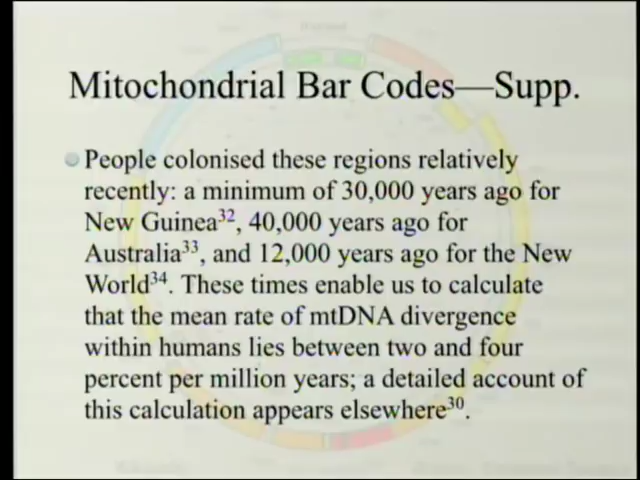 Mitochondrial Bar Codes—Supp.
People colonised these regions relatively
recently: a minimum of 30,000 years ago for
New Guinea³², 40,000 years ago for
Australia³³, and 12,000 years ago for the New
World³⁴. These times enable us to calculate
that the mean rate of mtDNA divergence
within humans lies between two and four
percent per million years; a detailed account of
this calculation appears elsewhere³⁰.